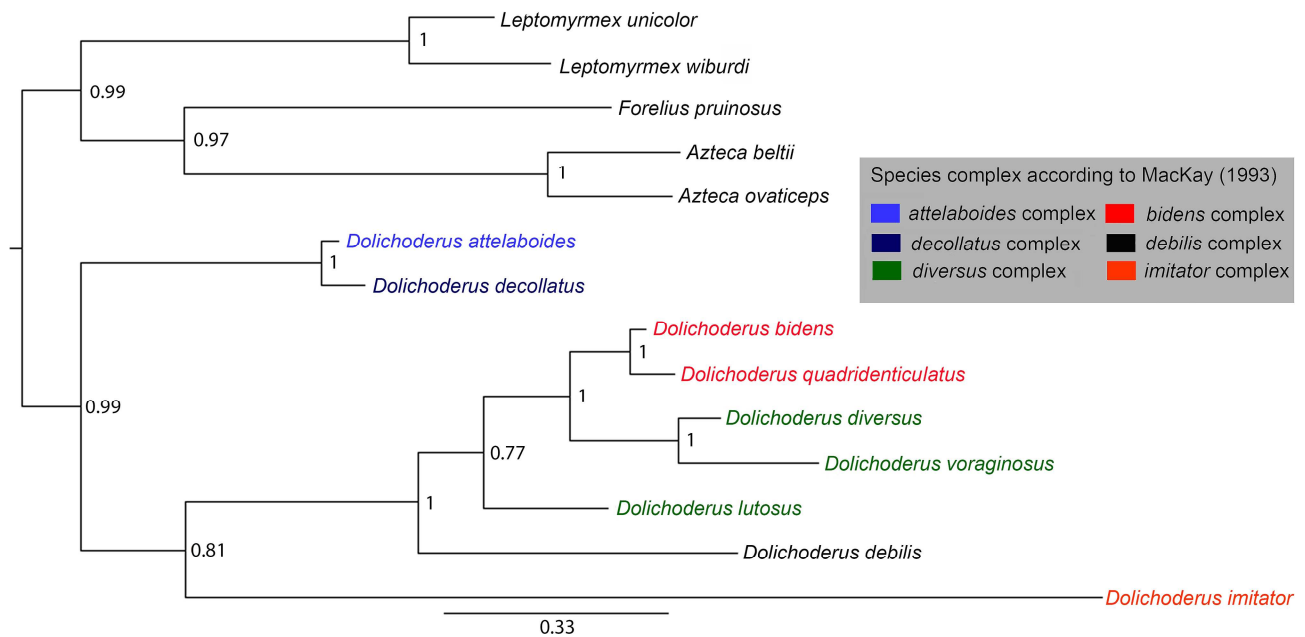 Leptomyrmex unicolor
1
Leptomyrmex wiburdi
0.99
Forelius pruinosus
0.97
Azteca beltii
1
Azteca ovaticeps
Species complex according to MacKay (1993)
attelaboides complex
bidens complex
decollatus complex
debilis complex
diversus complex
imitator complex
Dolichoderus attelaboides
1
Dolichoderus decollatus
Dolichoderus bidens
1
Dolichoderus quadridenticulatus
0.99
1
Dolichoderus diversus
1
0.77
Dolichoderus voraginosus
1
Dolichoderus lutosus
0.81
Dolichoderus debilis
Dolichoderus imitator
0.33